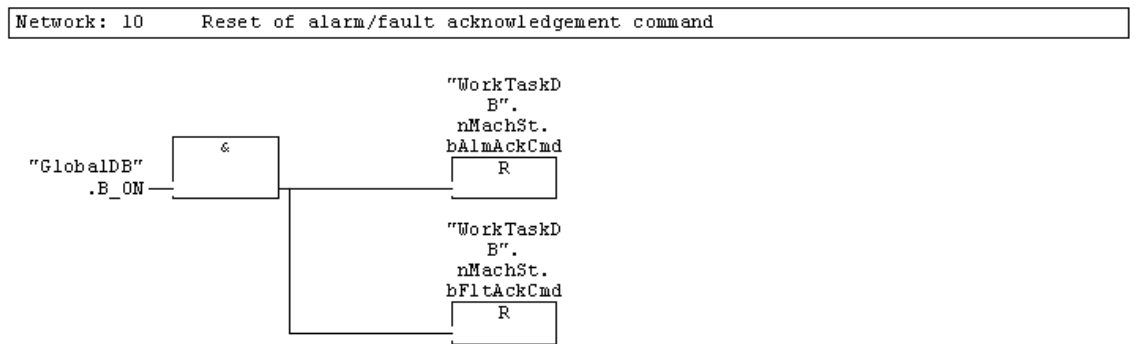 Network: 10 Reset of alarm/fault acknowledgement command
"WorkTaskD
B".
nMachSt.
bAlmAckCmd
&
R
"GlobalDB"
.B_ON
"WorkTaskD
B".
nMachSt.
bFltAckCmd
R